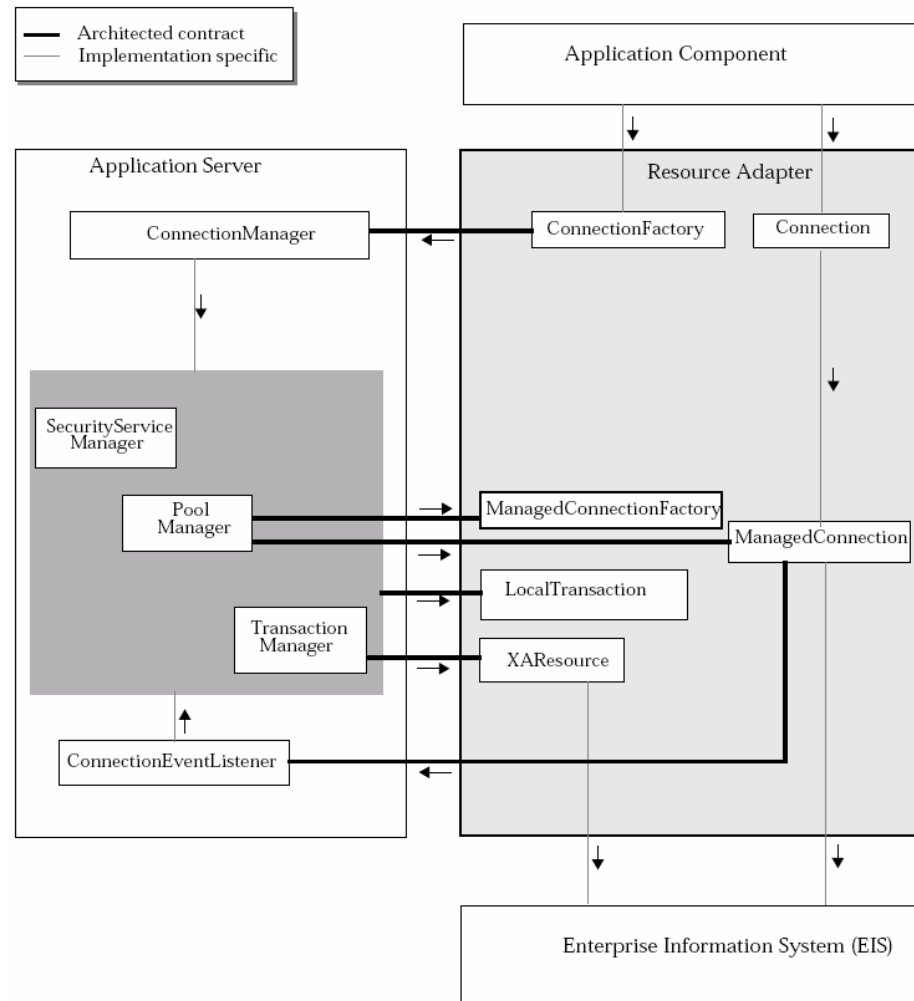 Architected contract
Implementation specific
Application Component
Application Server
Resource Adapter
ConnectionManager
ConnectionFactory
Connection
SecurityService
Manager
Pool
Manager
ManagedConnectionFactory
ManagedConnection
LocalTransaction
Transaction
Manager
XAResource
ConnectionEventListener
Enterprise Information System (EIS)